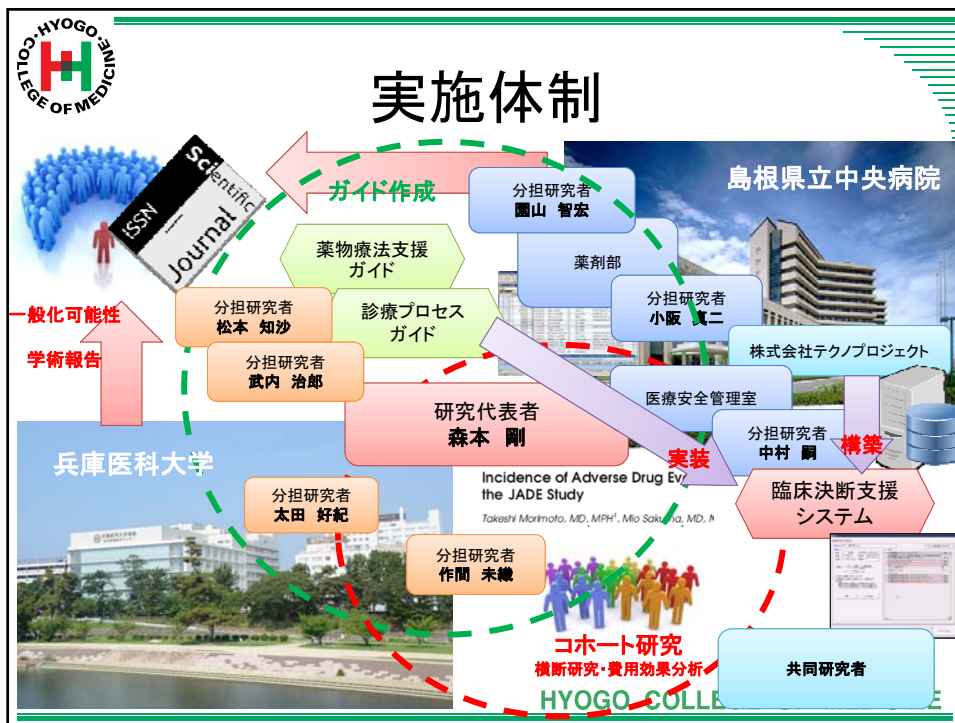 HYOGO・COLLEGE OF MEDICINE
実施体制
Scientific
Journal
ISSN
ガイド作成
島根県立中央病院
分担研究者
園山 智宏
薬物療法支援
ガイド
薬剤部
診療プロセス
ガイド
分担研究者
松本 知沙
分担研究者
小阪 真二
一般化可能性
学術報告
株式会社テクノプロジェクト
分担研究者
武内 治郎
医療安全管理室
研究代表者
森本 剛
分担研究者
中村 嗣
構築
実装
兵庫医科大学
Incidence of Adverse Drug Ev
the JADE Study
Takeshi Morimoto, MD, MPH¹, Mio Sakuma, MD, M
臨床決断支援
システム
分担研究者
太田 好紀
分担研究者
作間 未織
コホート研究
横断研究・費用効果分析
共同研究者
HYOGO COLLEGE